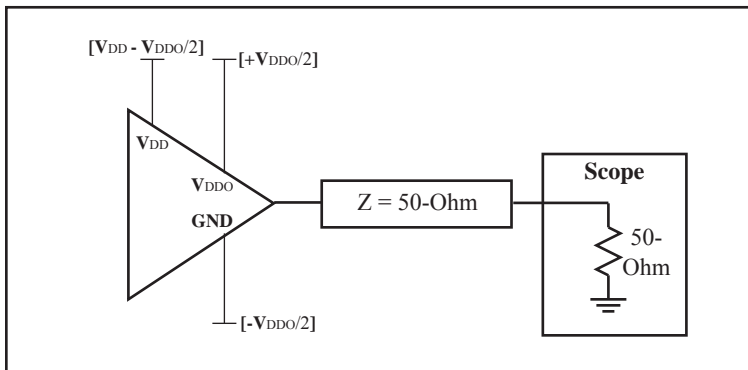 [VDD - VDDO/2]
[+VDDO/2]
VDD
VDDO
GND
[-VDDO/2]
Z = 50-Ohm
Scope
50-
Ohm